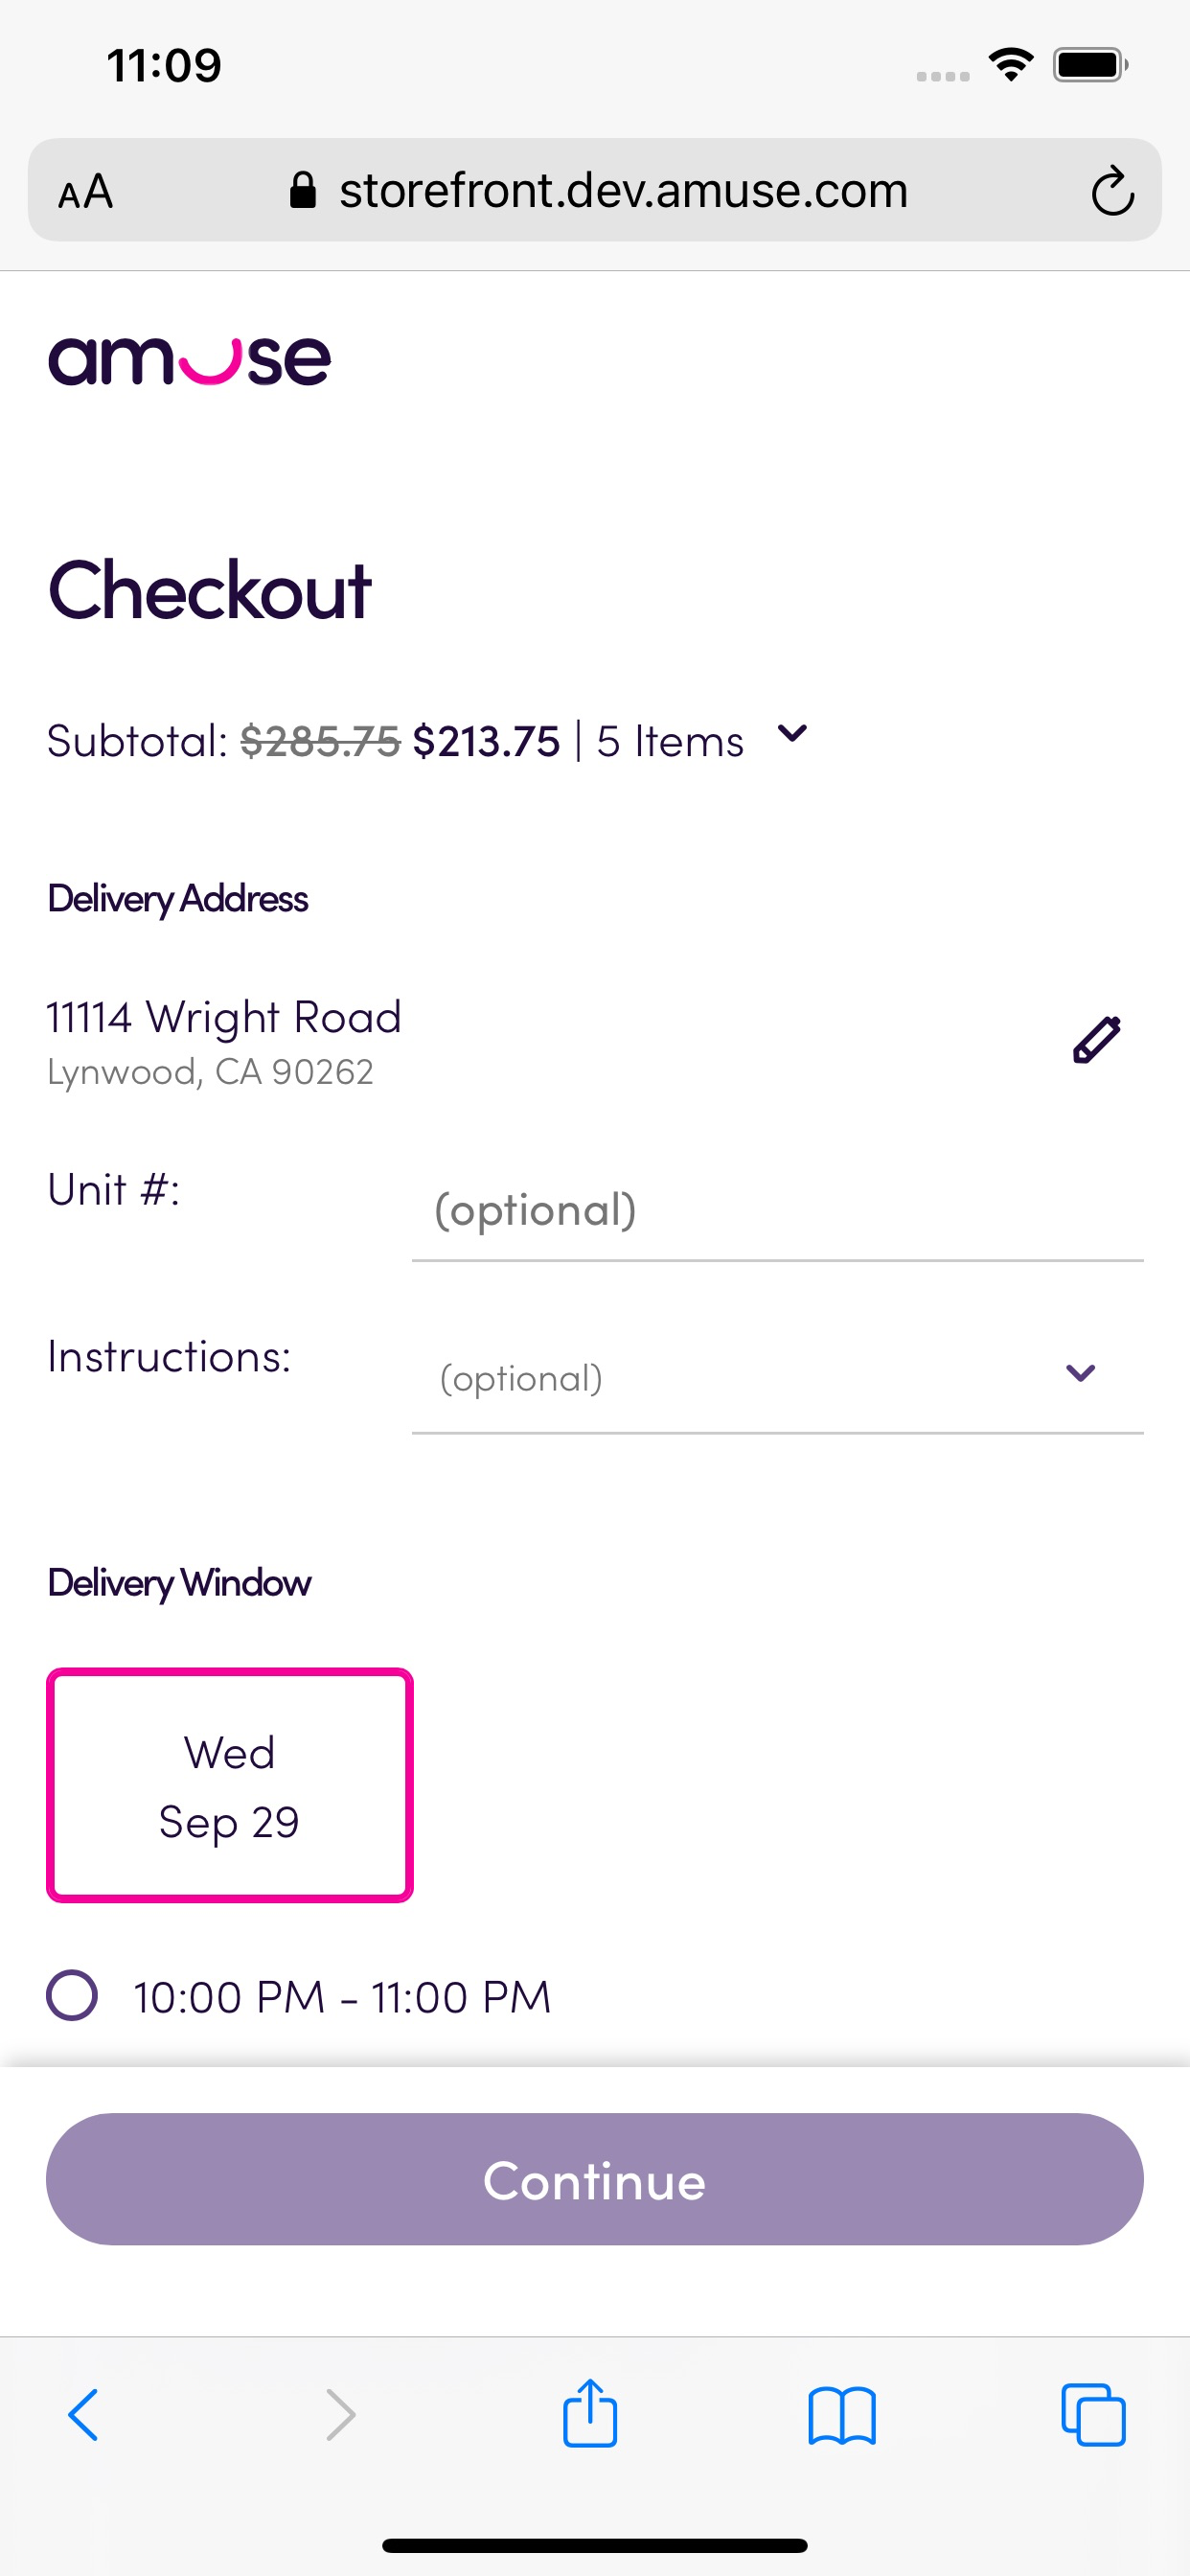 11:09
AA storefront.dev.amuse.com
amuse
Checkout
Subtotal: $285.75 $213.75 | 5 Items
Delivery Address
11114 Wright Road
Lynwood, CA 90262
Unit #: (optional)
Instructions: (optional)
Delivery Window
Wed
Sep 29
10:00 PM - 11:00 PM
Continue